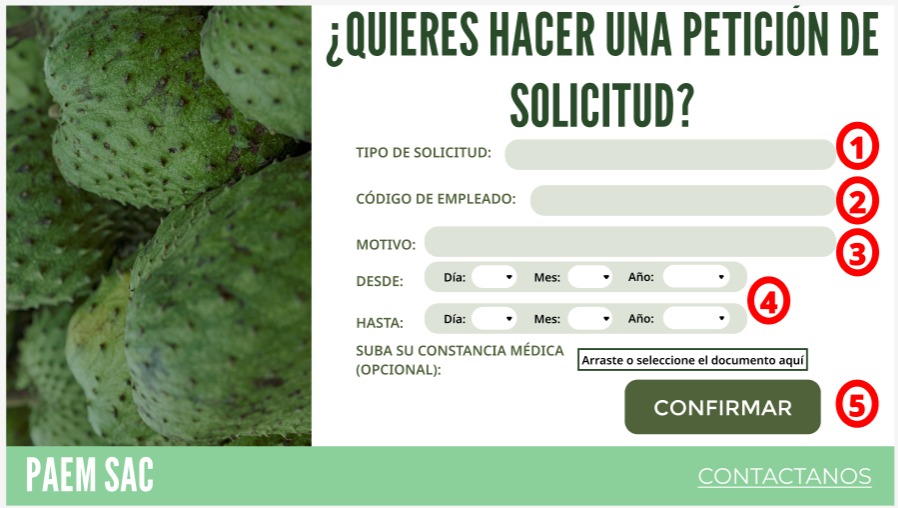 ¿QUIERES HACER UNA PETICIÓN DE
SOLICITUD?
TIPO DE SOLICITUD:
1
CÓDIGO DE EMPLEADO:
2
MOTIVO:
3
DESDE: Día: Mes: Año:
4
HASTA: Día: Mes: Año:
SUBA SU CONSTANCIA MÉDICA
(OPCIONAL):
Arraste o seleccione el documento aquí
CONFIRMAR
5
PAEM SAC
CONTACTANOS